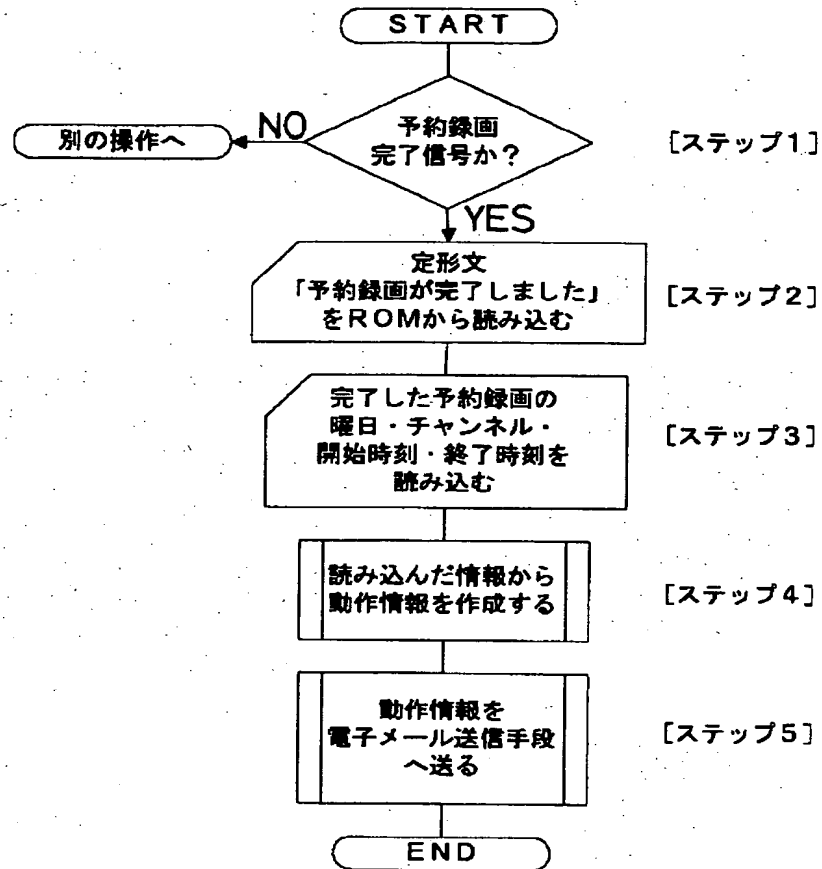 START
予約録画
完了信号か?
[ステップ1]
NO
別の操作へ
YES
定形文
「予約録画が完了しました」
をROMから読み込む
[ステップ2]
完了した予約録画の
曜日・チャンネル・
開始時刻・終了時刻を
読み込む
[ステップ3]
読み込んだ情報から
動作情報を作成する
[ステップ4]
動作情報を
電子メール送信手段
へ送る
[ステップ5]
END